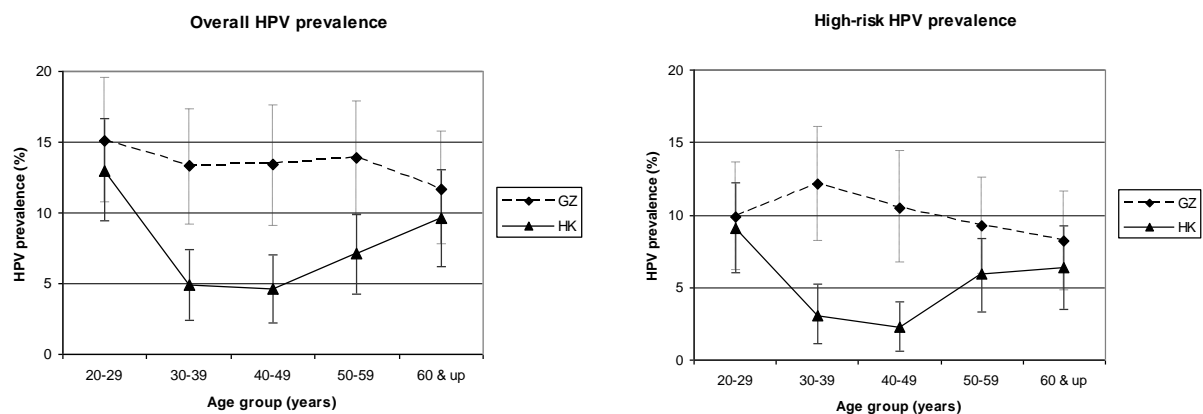 Overall HPV prevalence
HPV prevalence (%)
20
15
10
5
0
20-29 30-39 40-49 50-59 60 & up
Age group (years)
GZ
HK
High-risk HPV prevalence
HPV prevalence (%)
20
15
10
5
0
20-29 30-39 40-49 50-59 60 & up
Age group (years)
GZ
HK